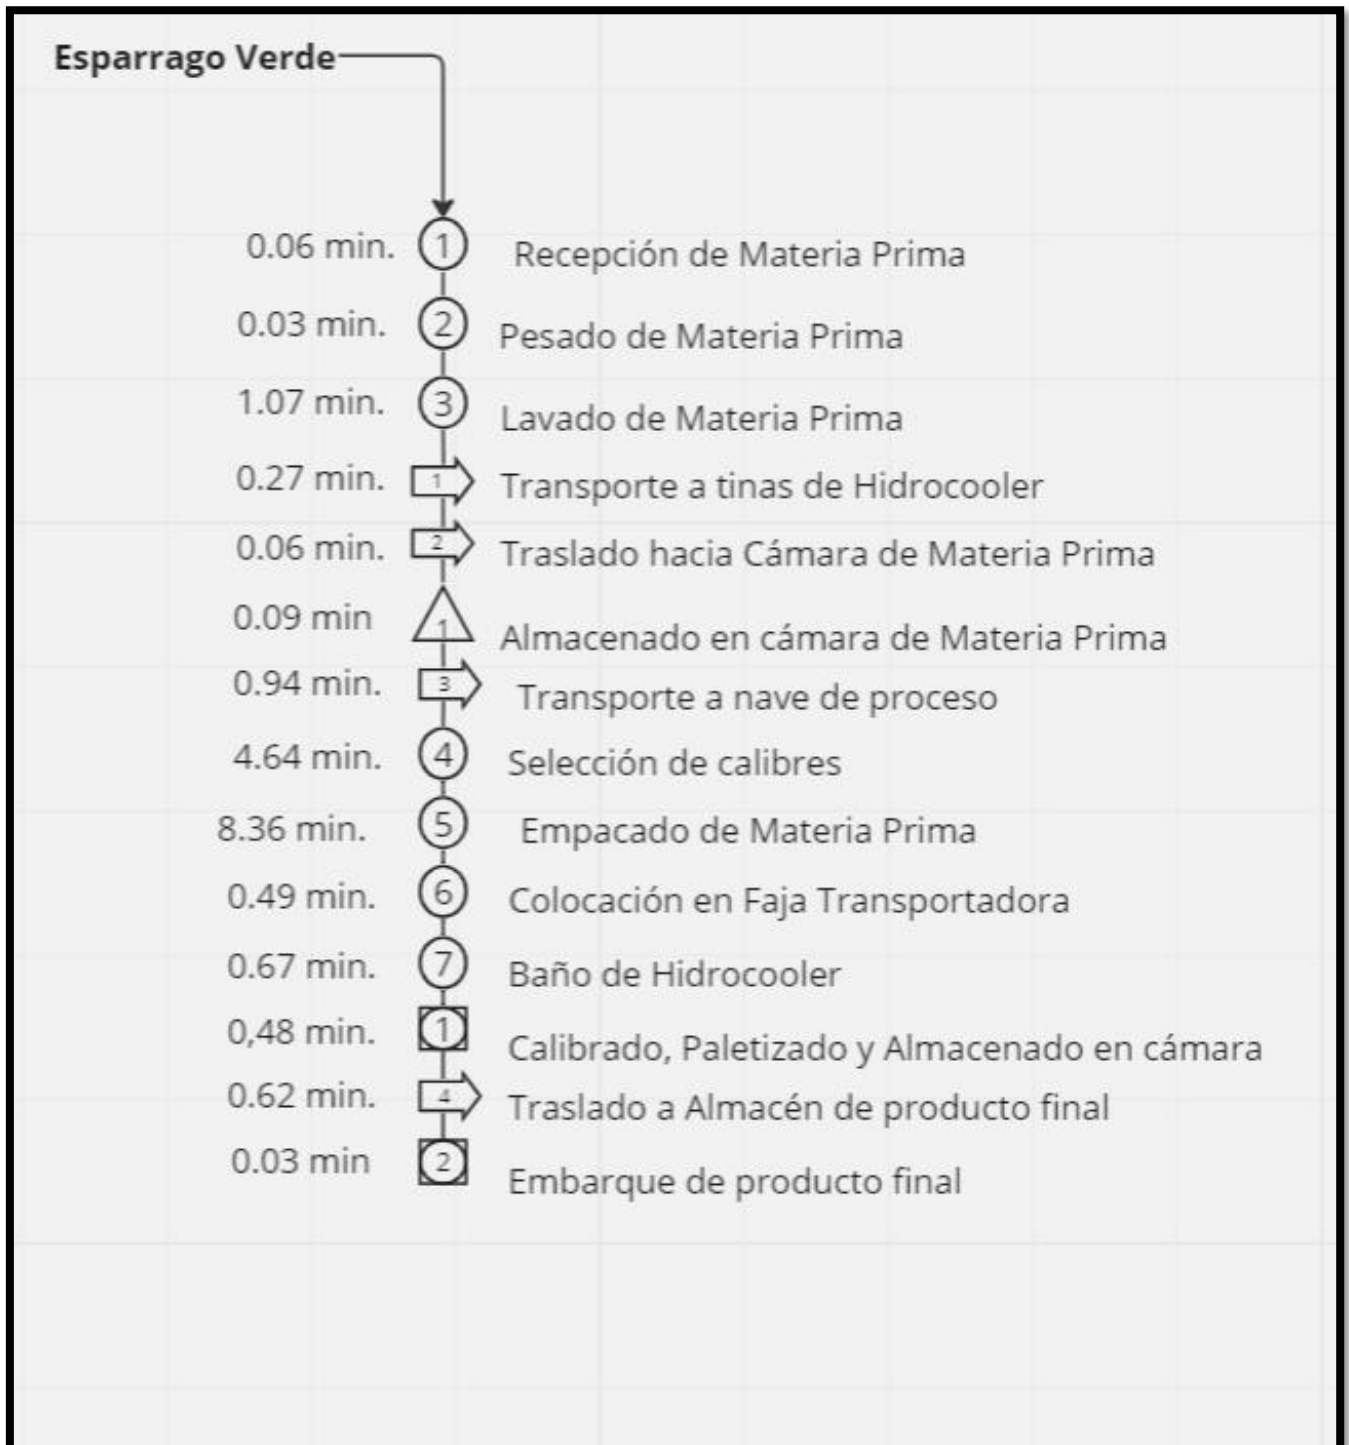 Esparrago Verde
0.06 min. 1 Recepción de Materia Prima
0.03 min. 2 Pesado de Materia Prima
1.07 min. 3 Lavado de Materia Prima
0.27 min. 1 Transporte a tinas de Hidrocooler
0.06 min. 2 Traslado hacia Cámara de Materia Prima
0.09 min 1 Almacenado en cámara de Materia Prima
0.94 min. 3 Transporte a nave de proceso
4.64 min. 4 Selección de calibres
8.36 min. 5 Empacado de Materia Prima
0.49 min. 6 Colocación en Faja Transportadora
0.67 min. 7 Baño de Hidrocooler
0,48 min. 1 Calibrado, Paletizado y Almacenado en cámara
0.62 min. 4 Traslado a Almacén de producto final
0.03 min 2 Embarque de producto final